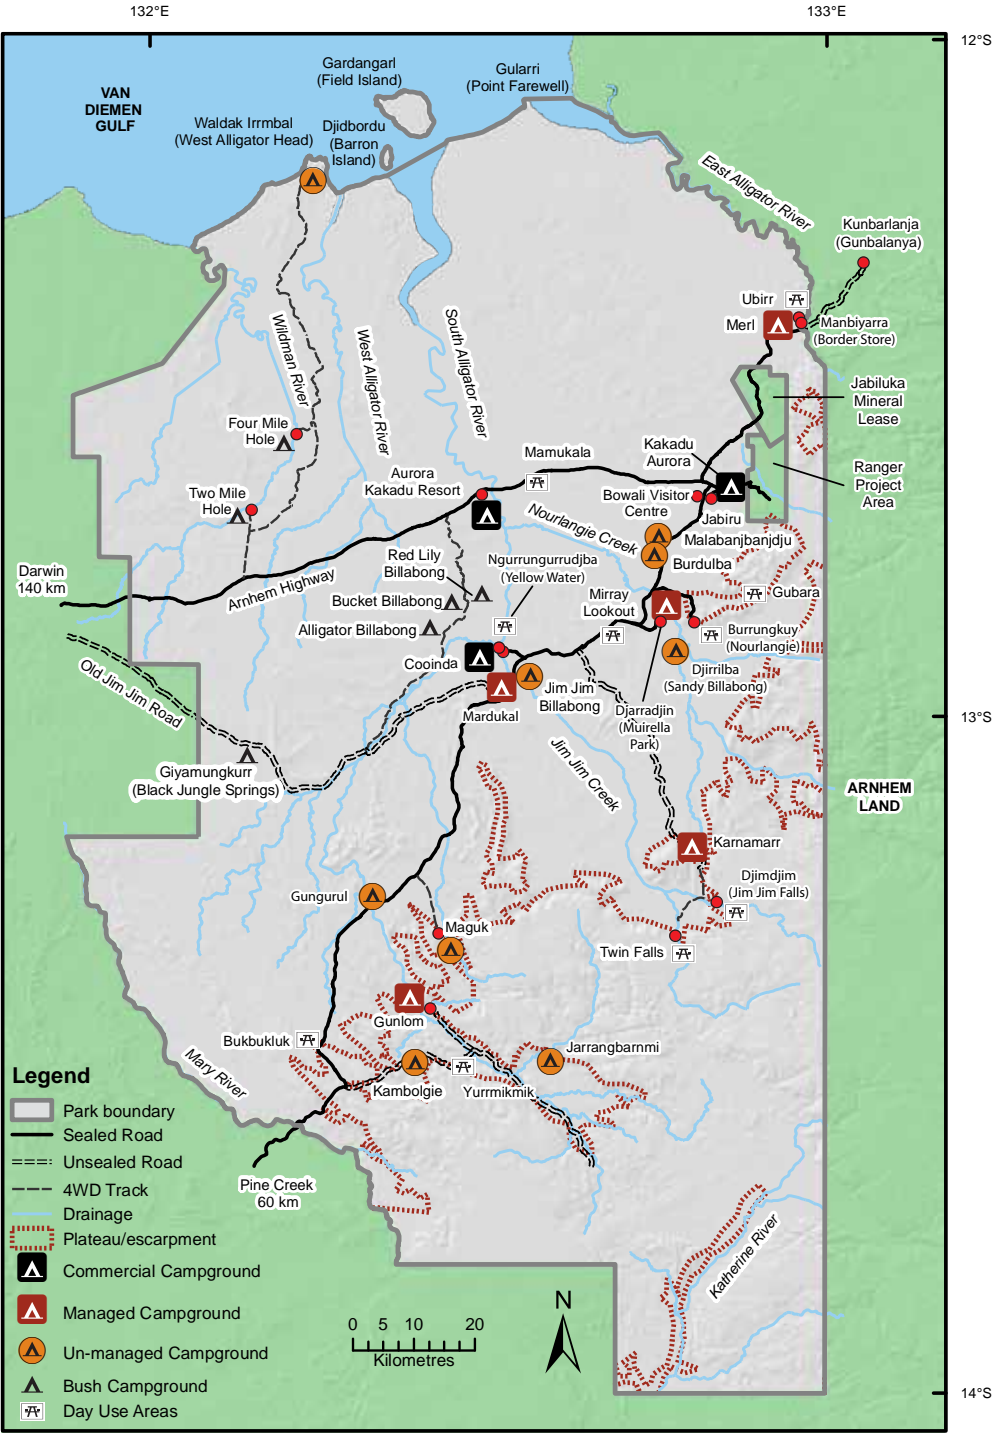 132°E
133°E
12°S
Gardangarl
(Field Island)
Gularri
(Point Farewell)
VAN
DIEMEN
GULF
Waldak Irrmbal
(West Alligator Head)
Djidbordu
(Barron
Island)
East Alligator River
Kunbarlanja
(Gunbalanya)
Ubirr
Merl
Manbiyarra
(Border Store)
Wildman River
West Alligator River
South Alligator River
Jabiluka
Mineral
Lease
Four Mile
Hole
Kakadu
Aurora
Mamukala
Aurora
Kakadu Resort
Ranger
Project
Area
Two Mile
Hole
Bowali Visitor
Centre
Jabiru
Nourlangie Creek
Malabanjbanjdju
Burdulba
Darwin
140 km
Arnhem Highway
Red Lily
Billabong
Ngurrungurrudjba
(Yellow Water)
Bucket Billabong
Alligator Billabong
Mirray
Lookout
Gubara
Burrungkuy
(Nourlangie)
Cooinda
Old Jim Jim Road
Djirrilba
(Sandy Billabong)
Jim Jim
Billabong
Mardukal
Djarradjin
(Muirella
Park)
13°S
Giyamungkurr
(Black Jungle Springs)
Jim Jim Creek
ARNHEM
LAND
Karnamarr
Djimdjim
(Jim Jim Falls)
Gungurul
Maguk
Twin Falls
Gunlom
Bukbukluk
Jarrangbarnmi
Mary River
Kambolgie
Yurrmikmik
Pine Creek
60 km
Katherine River
Legend
Park boundary
Sealed Road
Unsealed Road
4WD Track
Drainage
Plateau/escarpment
Commercial Campground
Managed Campground
Un-managed Campground
Bush Campground
Day Use Areas
0 5 10 20
Kilometres
N
14°S